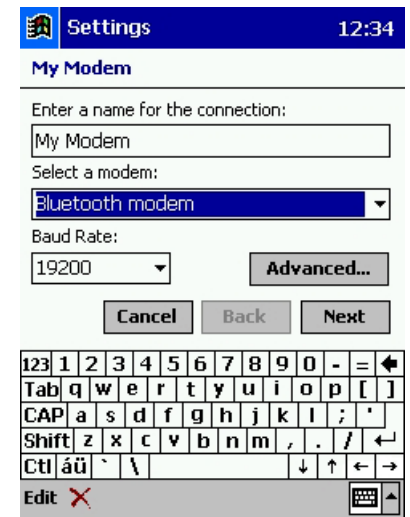 Settings 12:34
My Modem
Enter a name for the connection:
My Modem
Select a modem:
Bluetooth modem
Baud Rate:
19200 Advanced...
Cancel Back Next
123 1 2 3 4 5 6 7 8 9 0 - = 🡄
Tab q w e r t y u i o p [ ]
CAP a s d f g h j k l ; '
Shift z x c v b n m , . / ↵
Ctl áü ` \ ↓ ↑ ← →
Edit